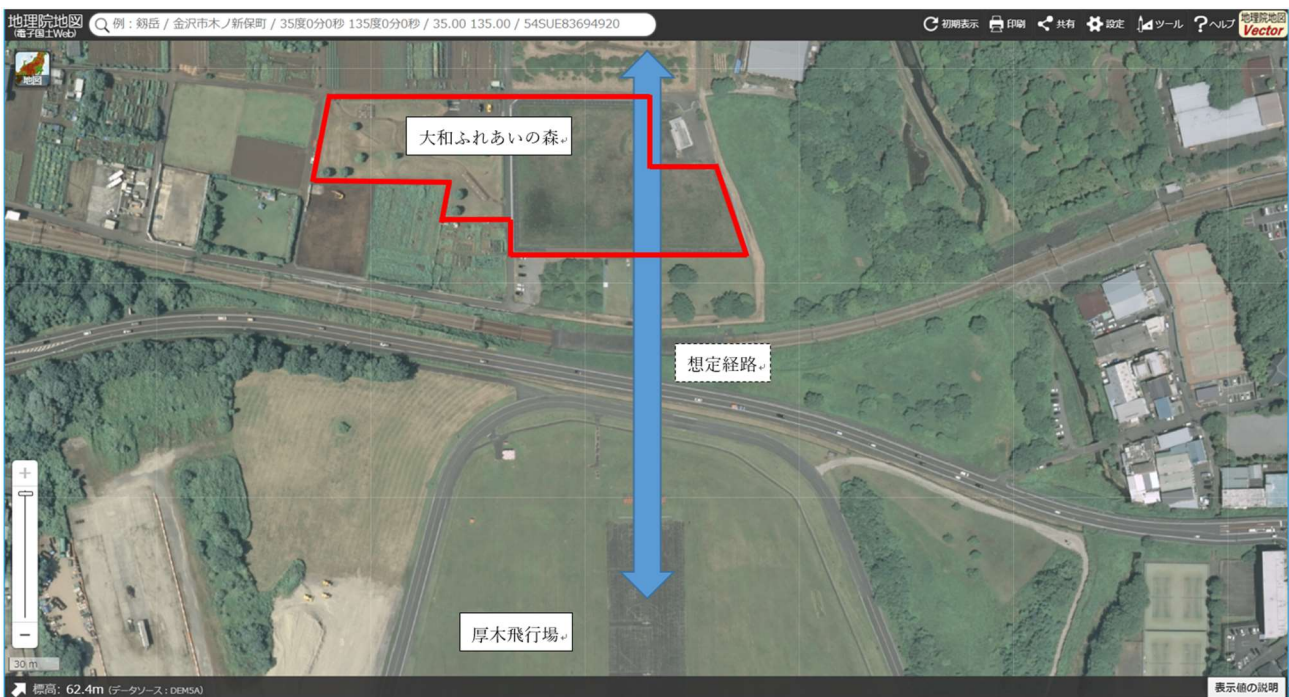 地理院地図
(電子国土Web)
例：剱岳 / 金沢市木ノ新保町 / 35度0分0秒 135度0分0秒 / 35.00 135.00 / 54SUE83694920
初期表示
印刷
共有
設定
ツール
ヘルプ
地理院地図
Vector
地図
大和ふれあいの森
想定経路
厚木飛行場
30 m
標高: 62.4m (データソース：DEM5A)
表示値の説明